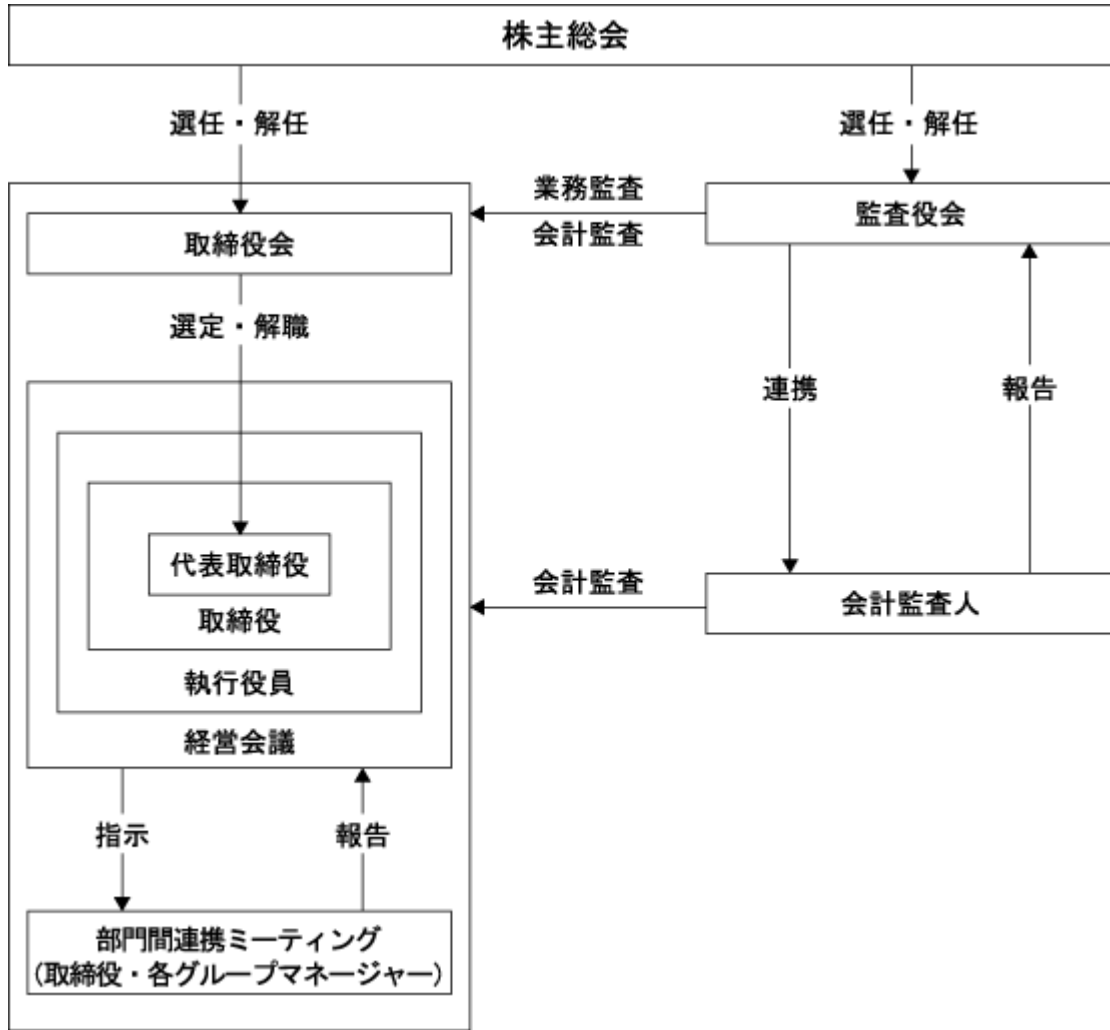 株主総会
選任・解任
選任・解任
業務監査
会計監査
監査役会
取締役会
選定・解職
連携
報告
代表取締役
取締役
執行役員
経営会議
会計監査
会計監査人
指示
報告
部門間連携ミーティング
(取締役・各グループマネージャー)